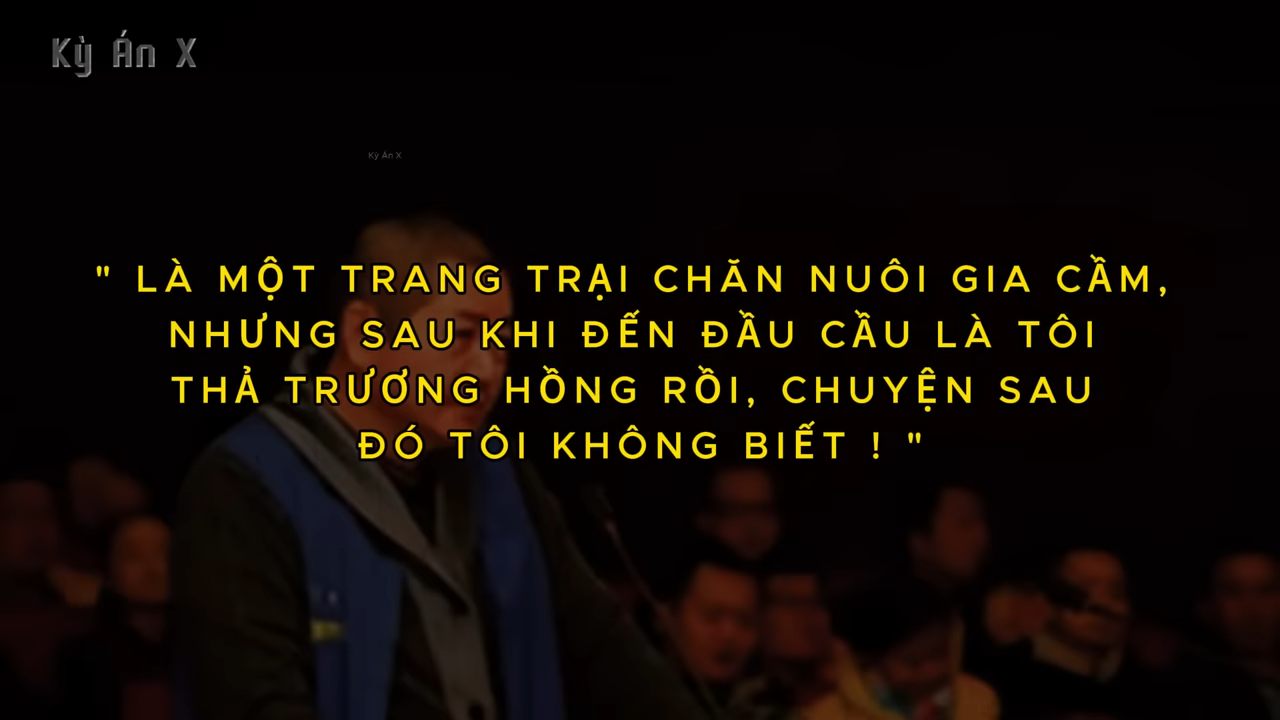 Kỳ Án X
Kỳ Án X
" LÀ MỘT TRANG TRẠI CHĂN NUÔI GIA CẦM,
NHƯNG SAU KHI ĐẾN ĐẦU CẦU LÀ TÔI
THẢ TRƯƠNG HỒNG RỒI, CHUYỆN SAU
ĐÓ TÔI KHÔNG BIẾT ! "